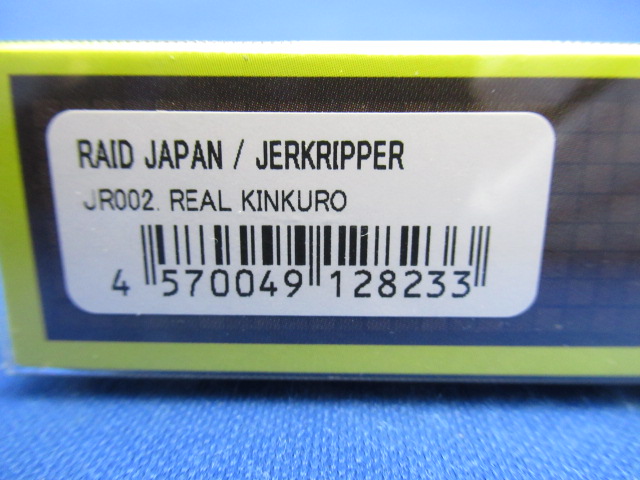 RAID JAPAN / JERKRIPPER
JR002. REAL KINKURO
4 570049 128233